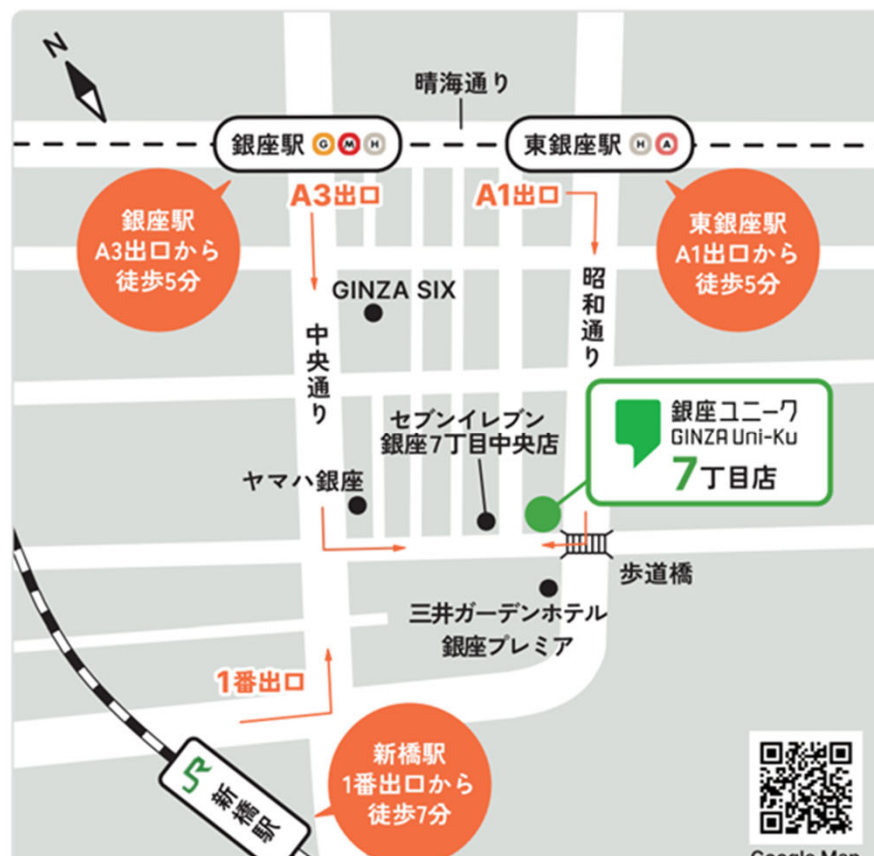 N
晴海通り
銀座駅 G M H
東銀座駅 H A
A3出口
A1出口
銀座駅
A3出口から
徒歩5分
東銀座駅
A1出口から
徒歩5分
GINZA SIX
中央通り
昭和通り
銀座ユニーク
GINZA Uni-Ku
7丁目店
セブンイレブン
銀座7丁目中央店
ヤマハ銀座
歩道橋
三井ガーデンホテル
銀座プレミア
1番出口
新橋駅
1番出口から
徒歩7分
JR
新橋駅
Google Map